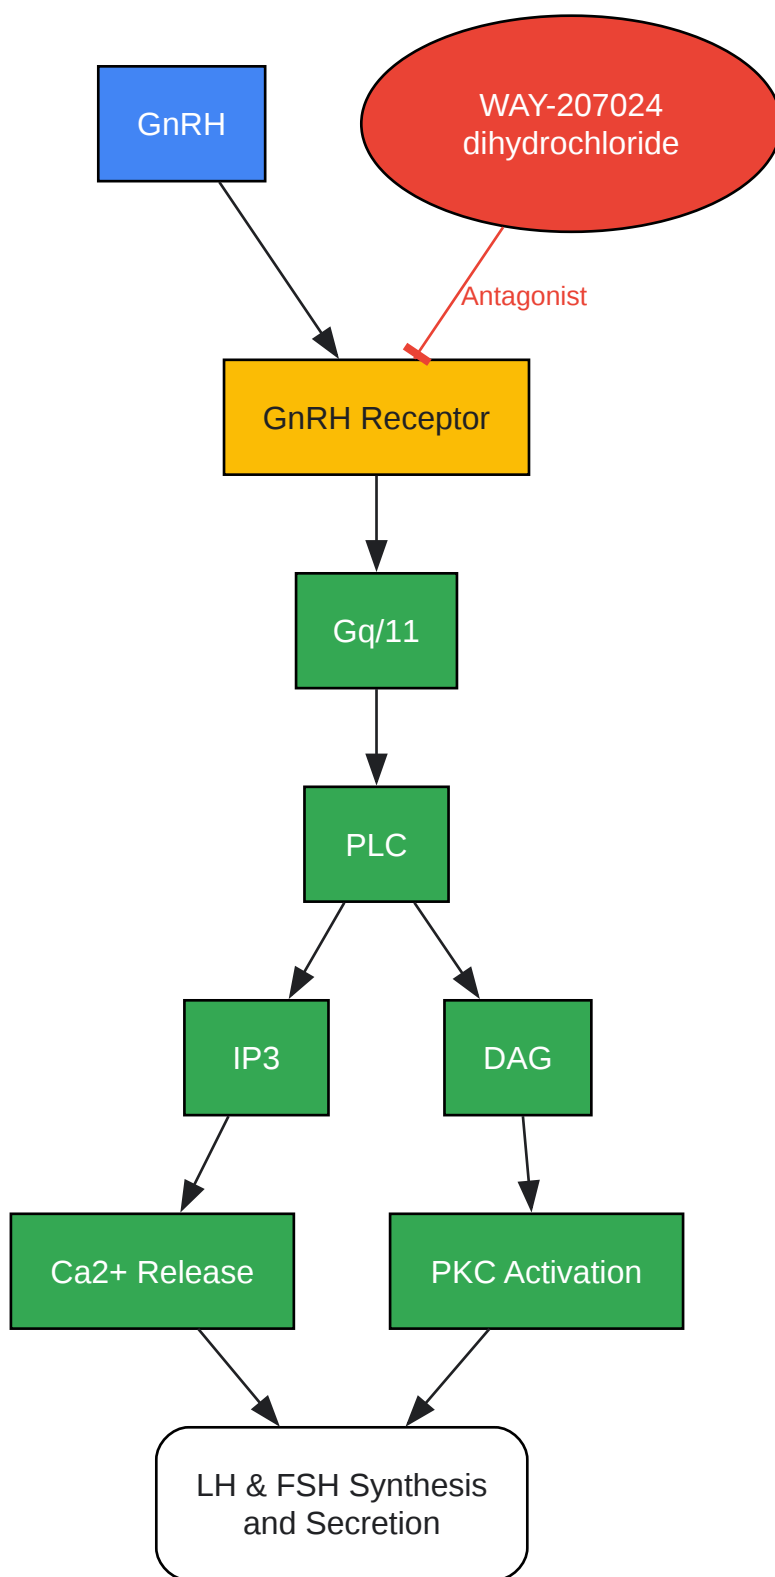 GnRH
WAY-207024
dihydrochloride
Antagonist
GnRH Receptor
Gq/11
PLC
IP3
DAG
Ca2+ Release
PKC Activation
LH & FSH Synthesis
and Secretion